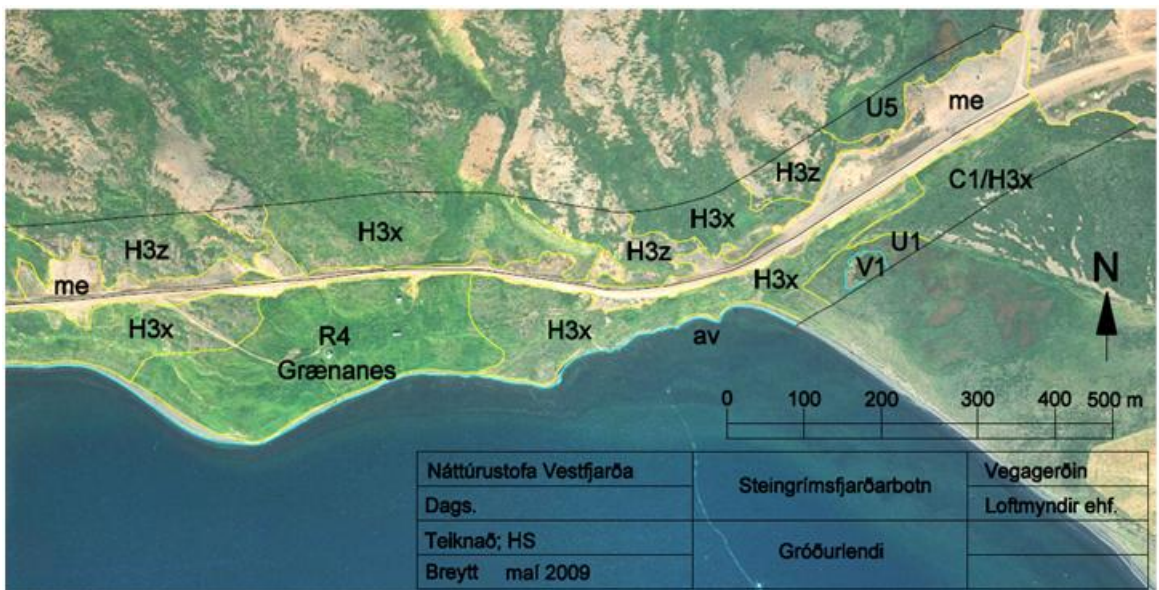 U5
me
H3z
C1/H3x
H3x
H3x
U1
H3z
H3z
V1
N
me
H3x
H3x
R4
H3x
av
Grænanes
0 100 200 300 400 500 m
Náttúrustofa Vestfjarða
Steingrímsfjarðarbotn
Vegagerðin
Dags.
Loftmyndir ehf.
Teiknað; HS
Gróðurlendi
Breytt maí 2009